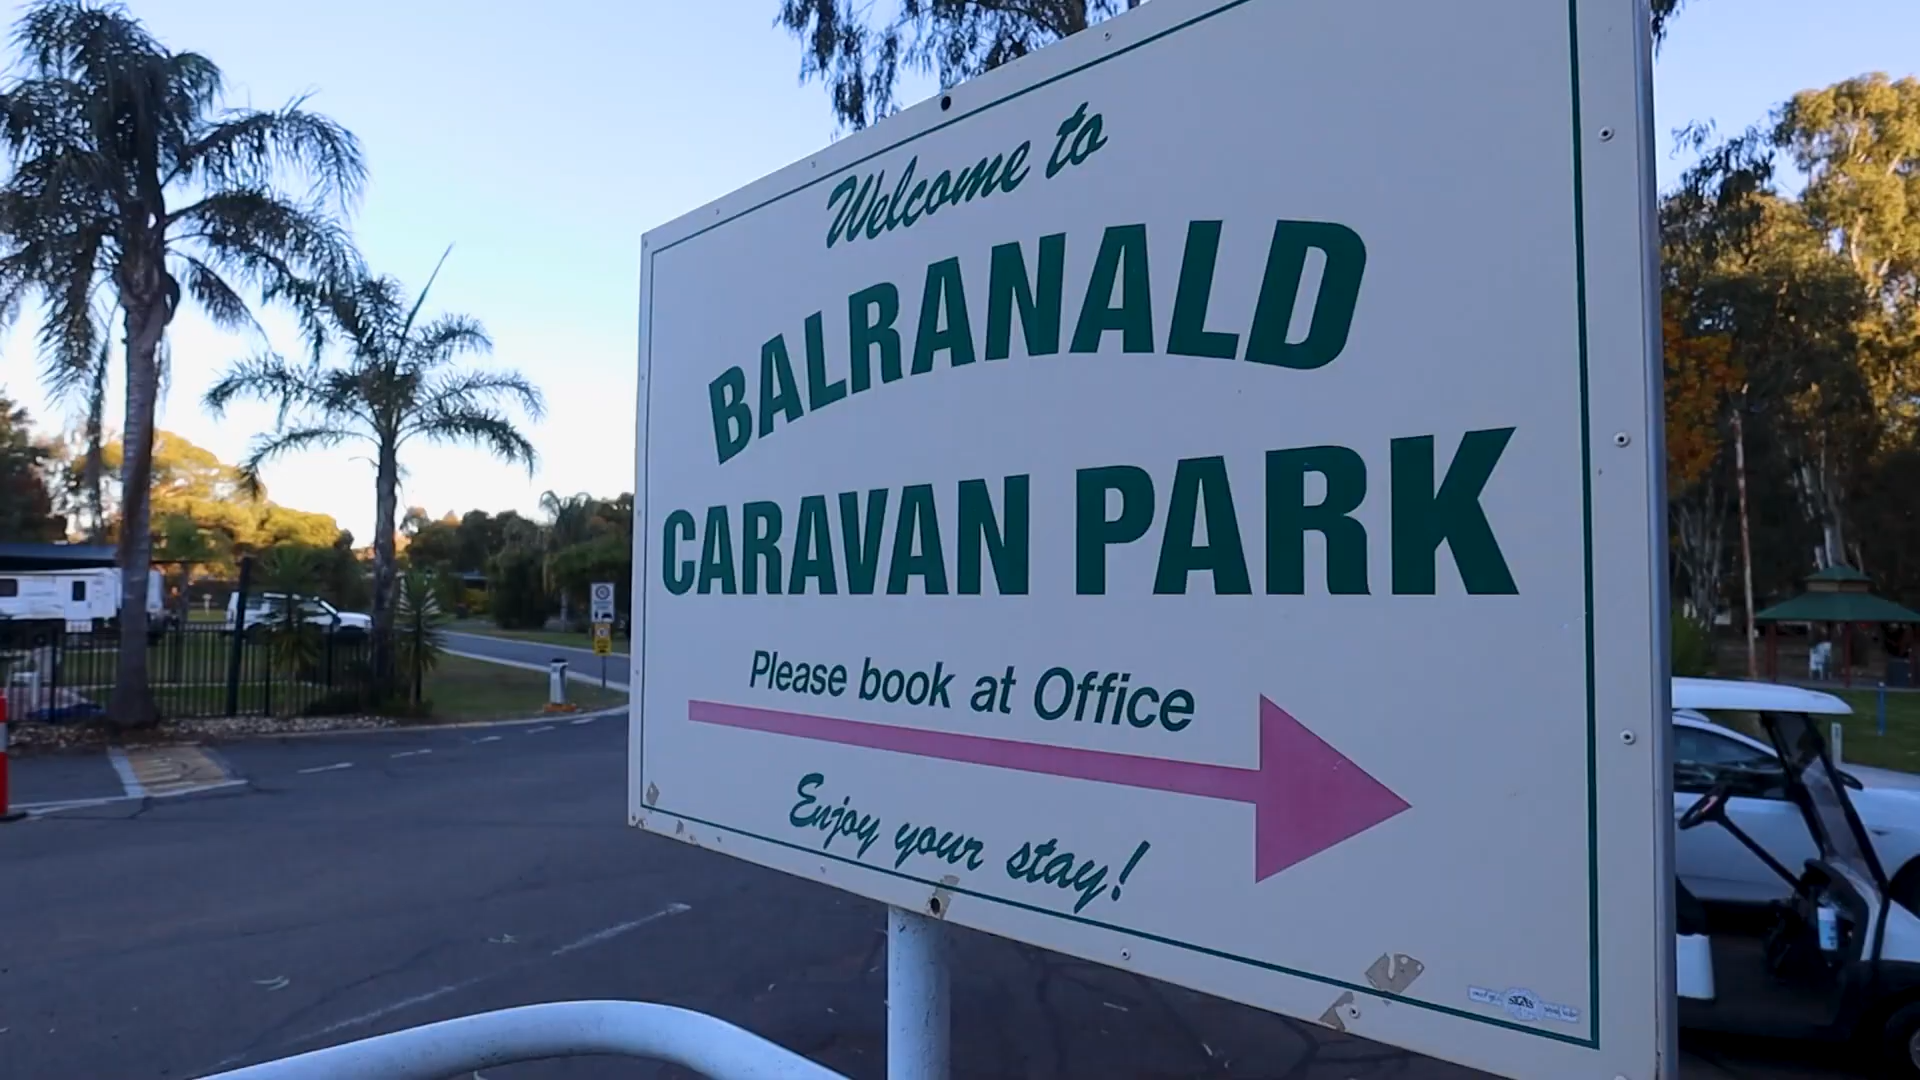 Welcome to
BALRANALD
CARAVAN PARK
Please book at Office
Enjoy your stay!